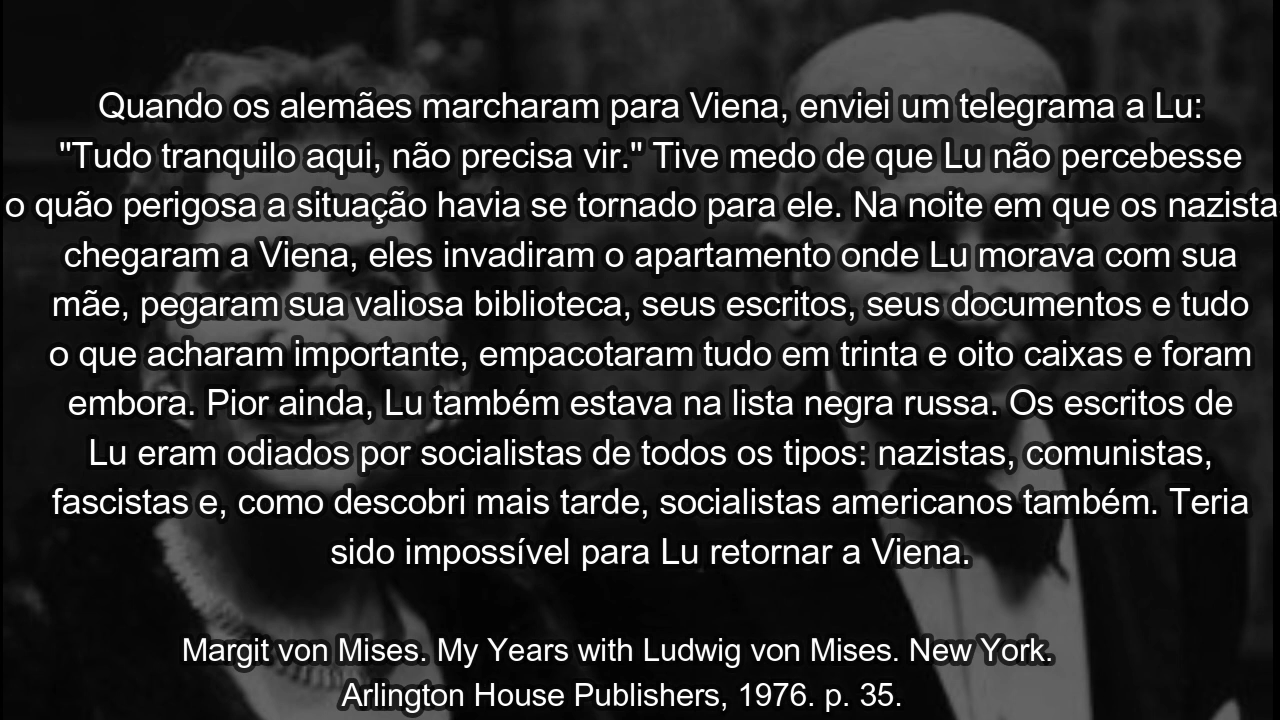 Quando os alemães marcharam para Viena, enviei um telegrama a Lu:
"Tudo tranquilo aqui, não precisa vir." Tive medo de que Lu não percebesse
o quão perigosa a situação havia se tornado para ele. Na noite em que os nazista
chegaram a Viena, eles invadiram o apartamento onde Lu morava com sua
mãe, pegaram sua valiosa biblioteca, seus escritos, seus documentos e tudo
o que acharam importante, empacotaram tudo em trinta e oito caixas e foram
embora. Pior ainda, Lu também estava na lista negra russa. Os escritos de
Lu eram odiados por socialistas de todos os tipos: nazistas, comunistas,
fascistas e, como descobri mais tarde, socialistas americanos também. Teria
sido impossível para Lu retornar a Viena.
Margit von Mises. My Years with Ludwig von Mises. New York.
Arlington House Publishers, 1976. p. 35.